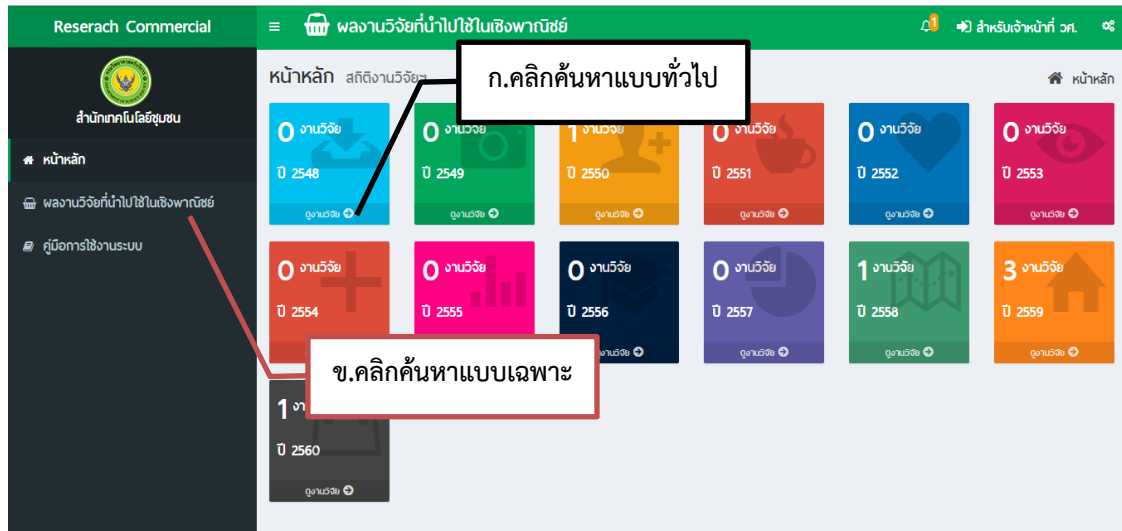 Reserach Commercial
ผลงานวิจัยที่นำไปใช้ในเชิงพาณิชย์
1
สำหรับเจ้าหน้าที่ วศ.
สำนักเทคโนโลยีชุมชน
หน้าหลัก
ผลงานวิจัยที่นำไปใช้ในเชิงพาณิชย์
คู่มือการใช้งานระบบ
หน้าหลัก สถิติงานวิจัยฯ
หน้าหลัก
ก.คลิกค้นหาแบบทั่วไป
0 งานวิจัย
ปี 2548
ดูงานวิจัย
0 งานวิจัย
ปี 2549
ดูงานวิจัย
1 งานวิจัย
ปี 2550
ดูงานวิจัย
0 งานวิจัย
ปี 2551
ดูงานวิจัย
0 งานวิจัย
ปี 2552
ดูงานวิจัย
0 งานวิจัย
ปี 2553
ดูงานวิจัย
0 งานวิจัย
ปี 2554
0 งานวิจัย
ปี 2555
0 งานวิจัย
ปี 2556
ดูงานวิจัย
0 งานวิจัย
ปี 2557
ดูงานวิจัย
1 งานวิจัย
ปี 2558
ดูงานวิจัย
3 งานวิจัย
ปี 2559
ดูงานวิจัย
ข.คลิกค้นหาแบบเฉพาะ
1
ปี 2560
ดูงานวิจัย